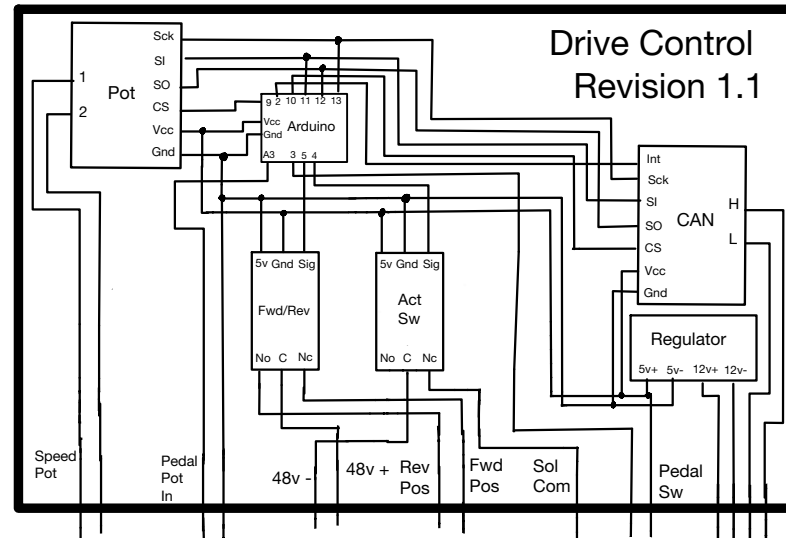 Drive Control
Revision 1.1
Sck
SI
SO
CS
Vcc
Gnd
1
2
Pot
9 2 10 11 12 13
Vcc
Gnd
Arduino
A3 3 5 4
Int
Sck
SI
SO
CS
Vcc
Gnd
CAN
H
L
5v Gnd Sig
Fwd/Rev
No C Nc
5v Gnd Sig
Act
Sw
No C Nc
Regulator
5v+ 5v- 12v+ 12v-
Speed
Pot
Pedal
Pot
In
48v -
48v +
Rev
Pos
Fwd
Pos
Sol
Com
Pedal
Sw